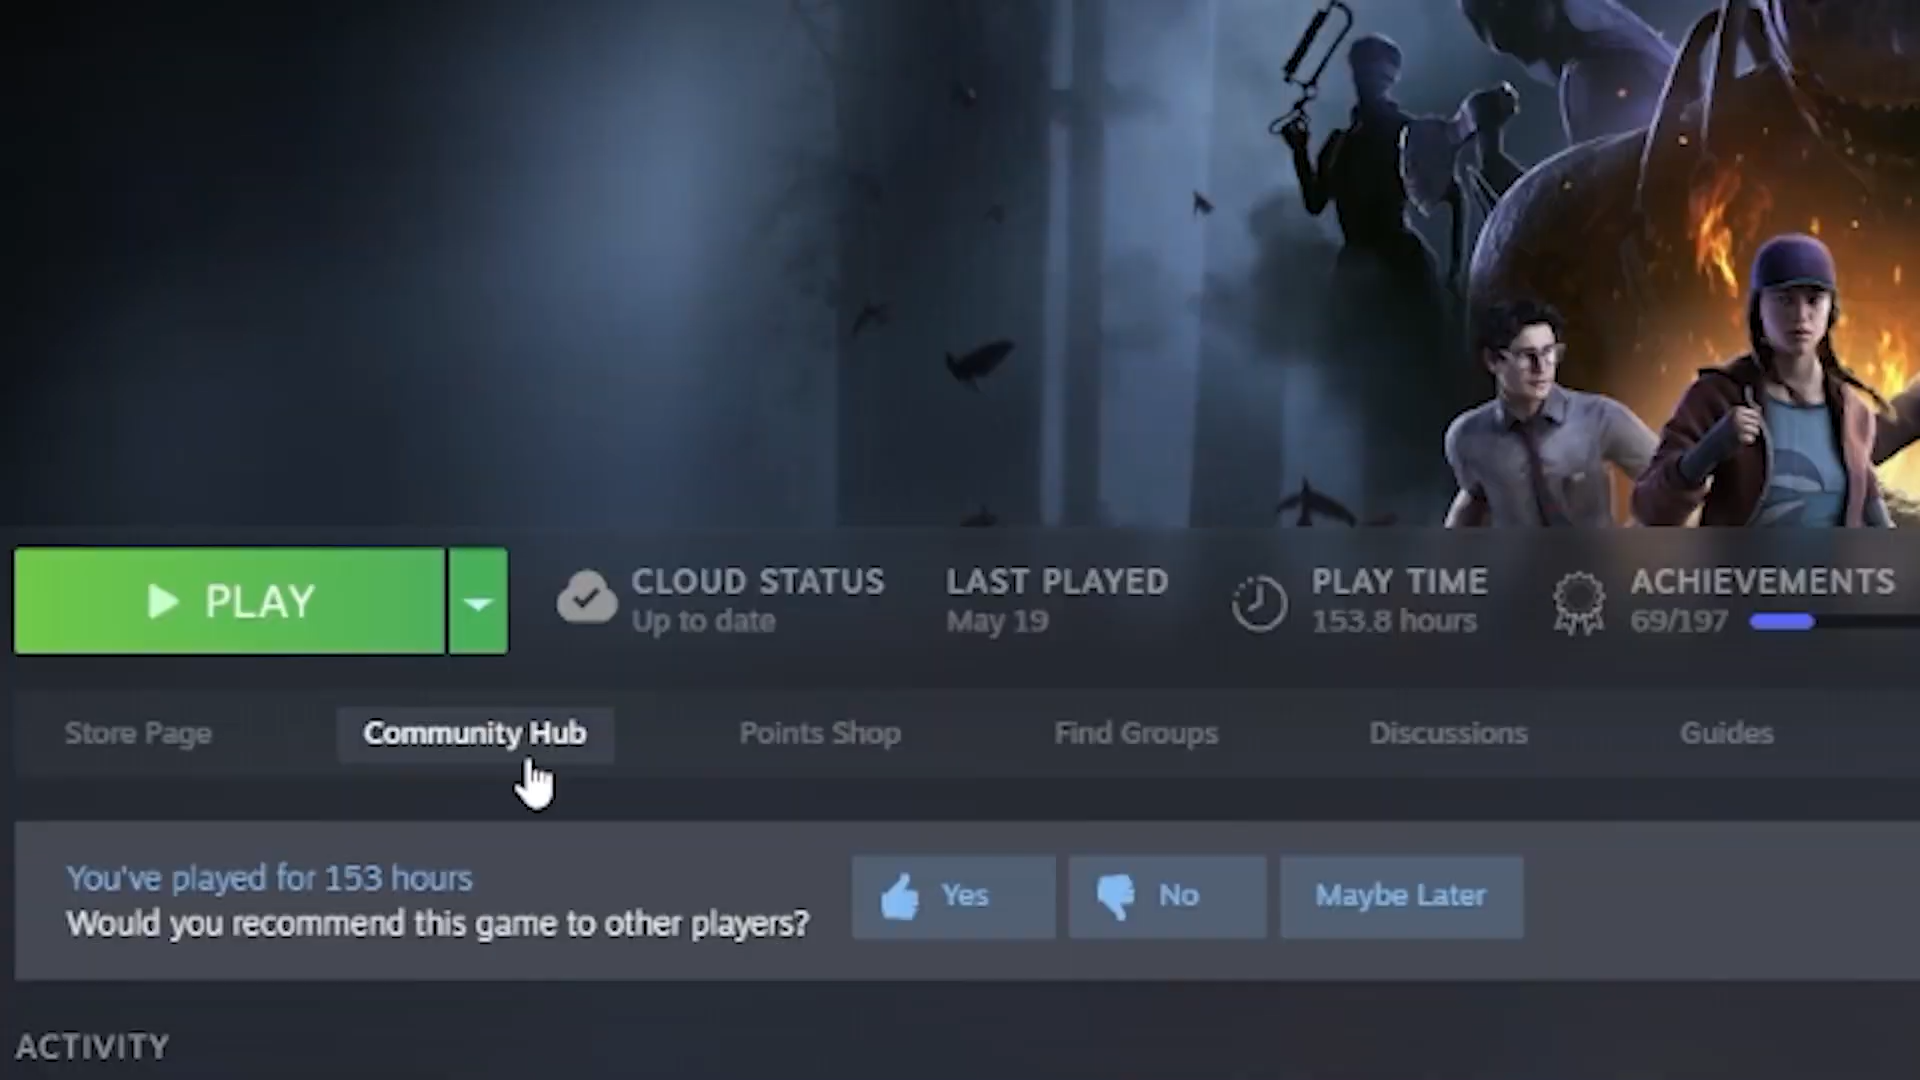 PLAY
CLOUD STATUS
Up to date
LAST PLAYED
May 19
PLAY TIME
153.8 hours
ACHIEVEMENTS
69/197
Store Page
Community Hub
Points Shop
Find Groups
Discussions
Guides
You've played for 153 hours
Would you recommend this game to other players?
Yes
No
Maybe Later
ACTIVITY